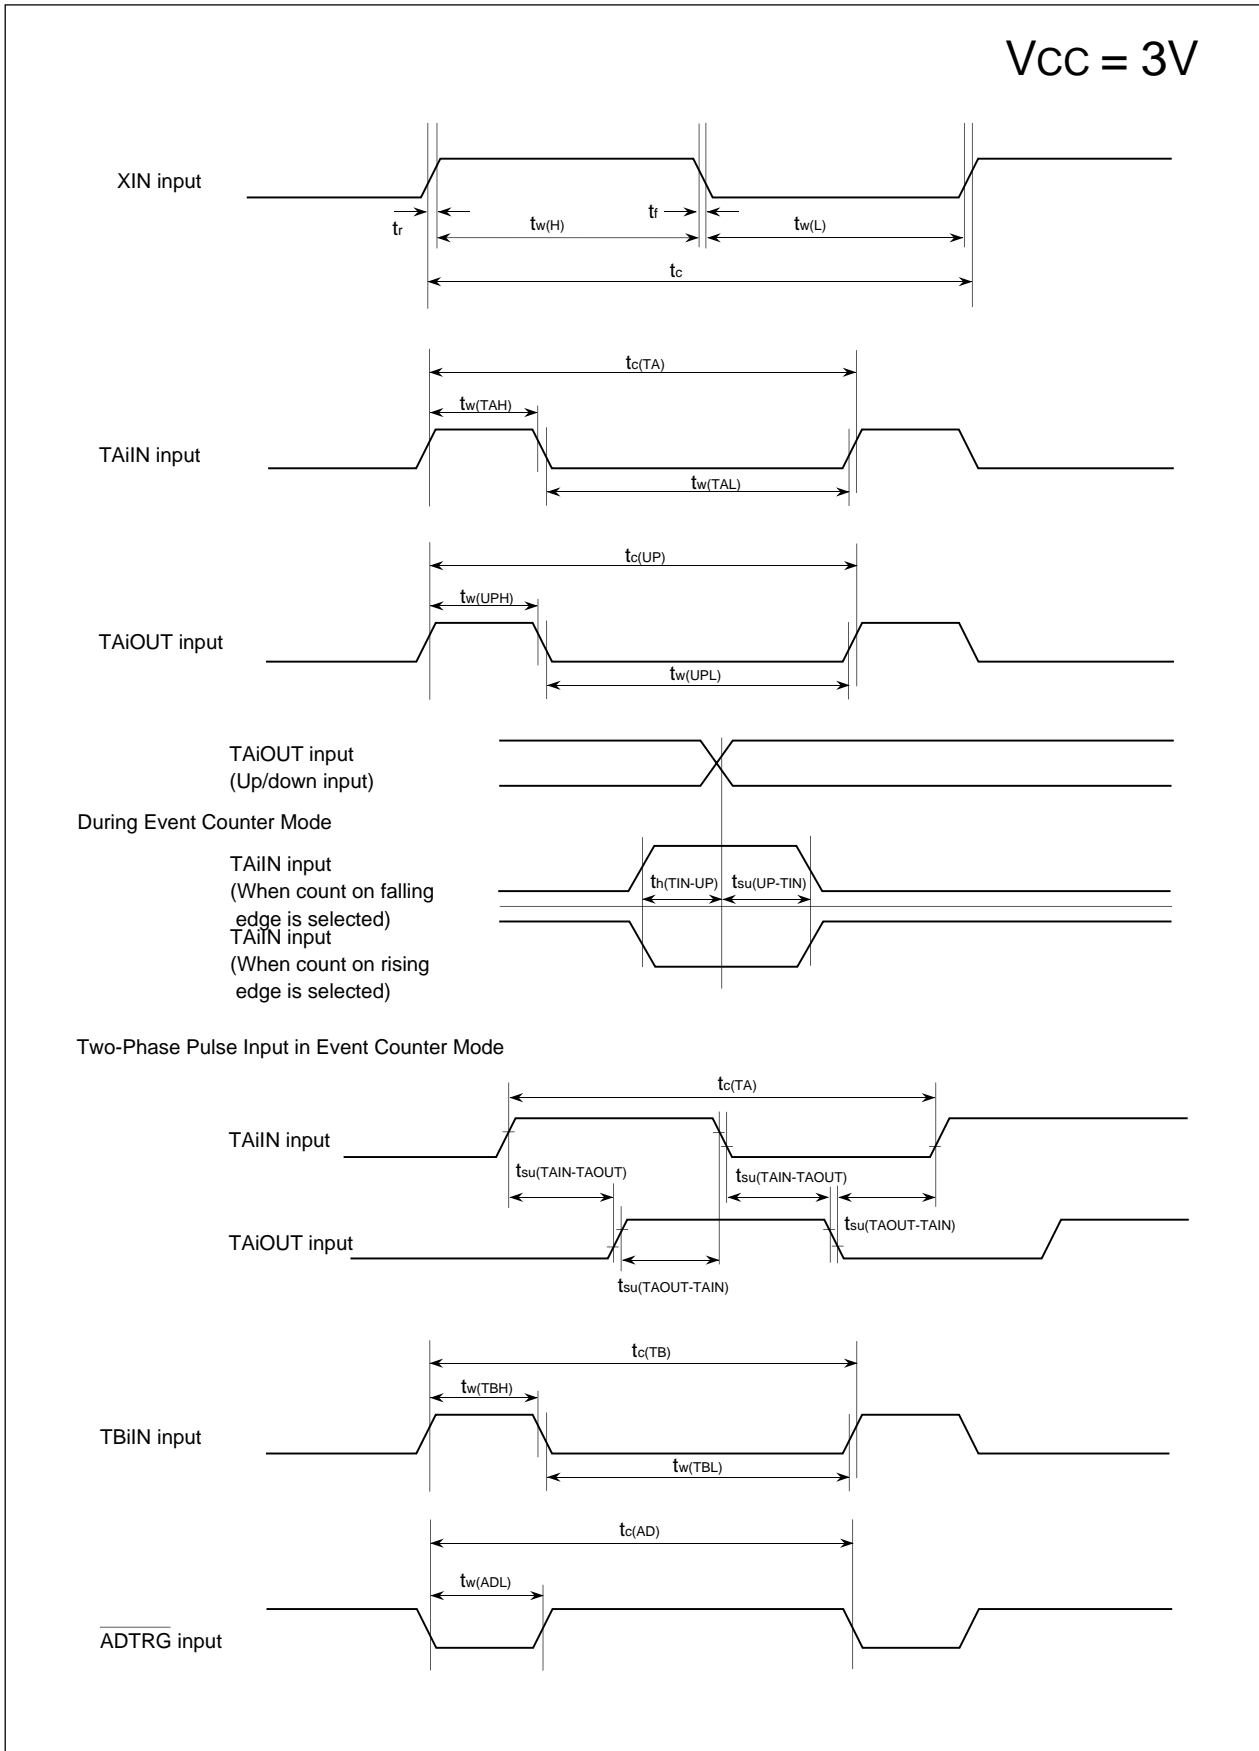 VCC = 3V
XIN input
tr
tw(H)
tf
tw(L)
tc
tc(TA)
tw(TAH)
TAiIN input
tw(TAL)
tc(UP)
tw(UPH)
TAiOUT input
tw(UPL)
TAiOUT input
(Up/down input)
During Event Counter Mode
TAiIN input
(When count on falling
edge is selected)
th(TIN-UP)
tsu(UP-TIN)
TAiIN input
(When count on rising
edge is selected)
Two-Phase Pulse Input in Event Counter Mode
tc(TA)
TAiIN input
tsu(TAIN-TAOUT)
tsu(TAIN-TAOUT)
tsu(TAOUT-TAIN)
TAiOUT input
tsu(TAOUT-TAIN)
tc(TB)
tw(TBH)
TBiIN input
tw(TBL)
tc(AD)
tw(ADL)
ADTRG input